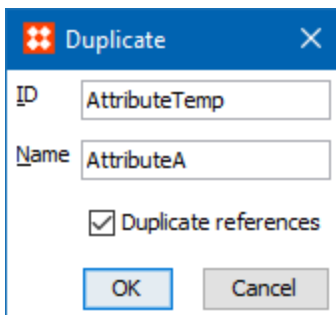 Duplicate
ID AttributeTemp
Name AttributeA
Duplicate references
OK Cancel